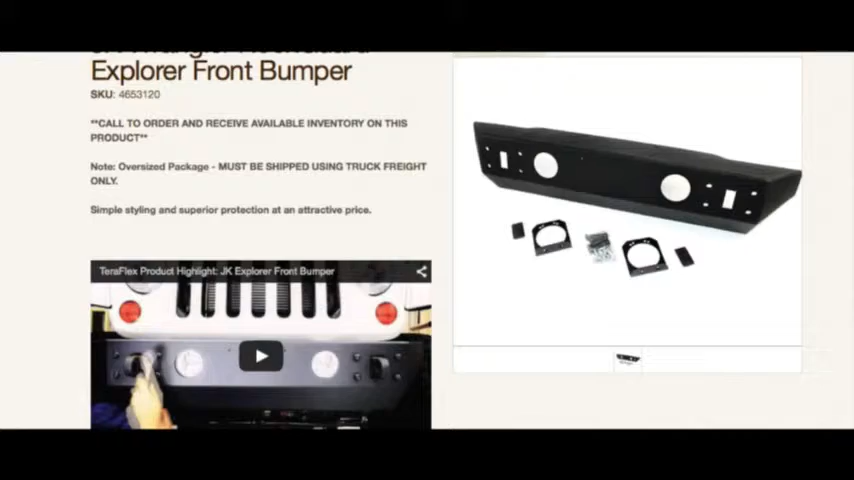 Explorer Front Bumper
SKU: 4653120
**CALL TO ORDER AND RECEIVE AVAILABLE INVENTORY ON THIS
PRODUCT**
Note: Oversized Package - MUST BE SHIPPED USING TRUCK FREIGHT
ONLY.
Simple styling and superior protection at an attractive price.
TeraFlex Product Highlight: JK Explorer Front Bumper